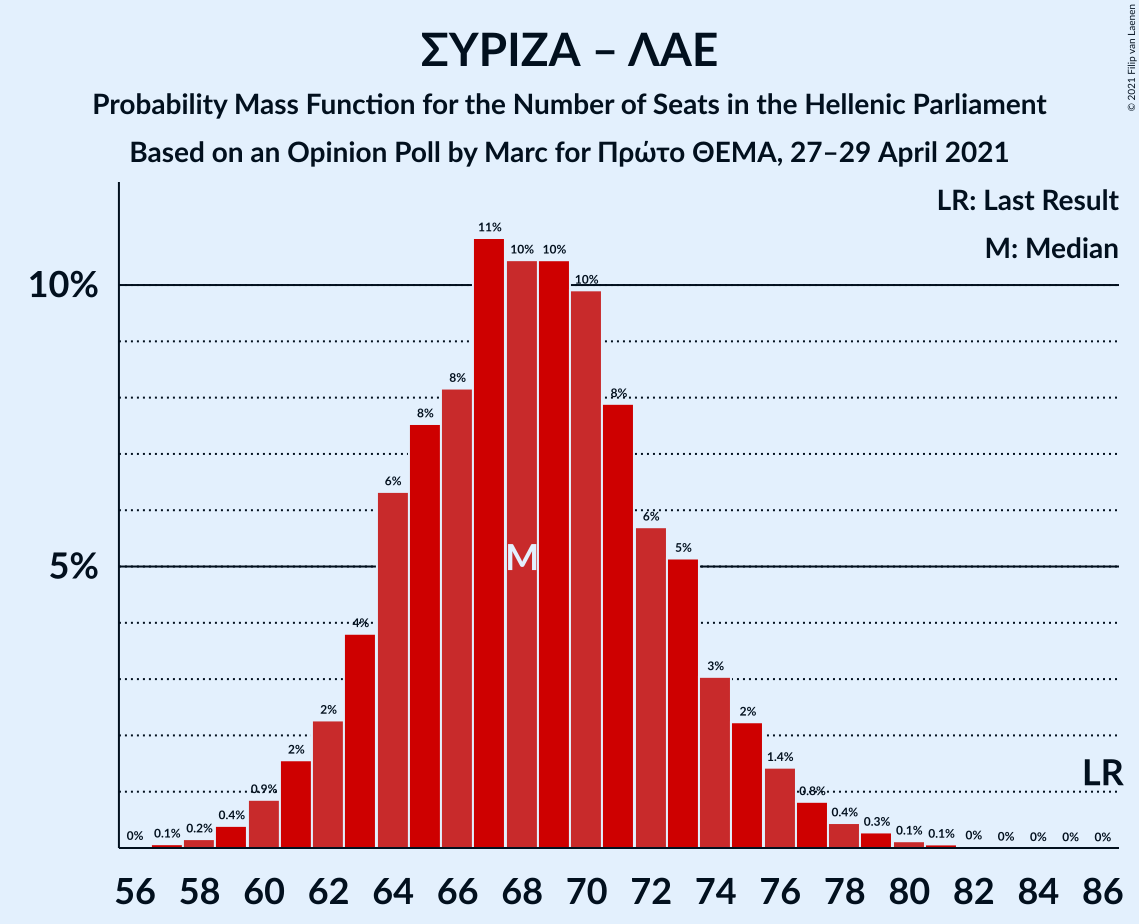 ΣΥΡΙΖΑ – ΛΑΕ
Probability Mass Function for the Number of Seats in the Hellenic Parliament
Based on an Opinion Poll by Marc for Πρώτο ΘΕΜΑ, 27–29 April 2021
© 2021 Filip van Laenen
LR: Last Result
M: Median
10%
5%
0% 0.1% 0.2% 0.4% 0.9% 2% 2% 4% 6% 8% 8% 11% 10% 10% 10% 8% 6% 5% 3% 2% 1.4% 0.8% 0.4% 0.3% 0.1% 0.1% 0% 0% 0% 0% 0%
M
LR
56 58 60 62 64 66 68 70 72 74 76 78 80 82 84 86